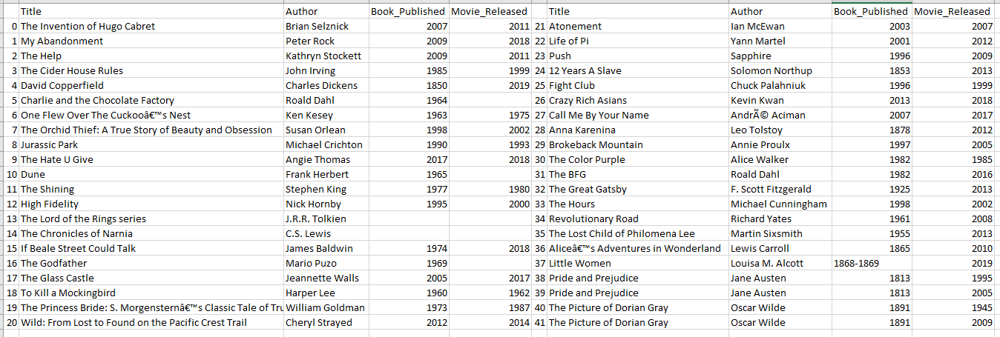 Title Author Book_Published Movie_Released Title Author Book_Published Movie_Released
0 The Invention of Hugo Cabret Brian Selznick 2007 2011 21 Atonement Ian McEwan 2003 2007
1 My Abandonment Peter Rock 2009 2018 22 Life of Pi Yann Martel 2001 2012
2 The Help Kathryn Stockett 2009 2011 23 Push Sapphire 1996 2009
3 The Cider House Rules John Irving 1985 1999 24 12 Years A Slave Solomon Northup 1853 2013
4 David Copperfield Charles Dickens 1850 2019 25 Fight Club Chuck Palahniuk 1996 1999
5 Charlie and the Chocolate Factory Roald Dahl 1964 26 Crazy Rich Asians Kevin Kwan 2013 2018
6 One Flew Over The Cuckooâ€™s Nest Ken Kesey 1963 1975 27 Call Me By Your Name AndrÃ© Aciman 2007 2017
7 The Orchid Thief: A True Story of Beauty and Obsession Susan Orlean 1998 2002 28 Anna Karenina Leo Tolstoy 1878 2012
8 Jurassic Park Michael Crichton 1990 1993 29 Brokeback Mountain Annie Proulx 1997 2005
9 The Hate U Give Angie Thomas 2017 2018 30 The Color Purple Alice Walker 1982 1985
10 Dune Frank Herbert 1965 31 The BFG Roald Dahl 1982 2016
11 The Shining Stephen King 1977 1980 32 The Great Gatsby F. Scott Fitzgerald 1925 2013
12 High Fidelity Nick Hornby 1995 2000 33 The Hours Michael Cunningham 1998 2002
13 The Lord of the Rings series J.R.R. Tolkien 34 Revolutionary Road Richard Yates 1961 2008
14 The Chronicles of Narnia C.S. Lewis 35 The Lost Child of Philomena Lee Martin Sixsmith 1955 2013
15 If Beale Street Could Talk James Baldwin 1974 2018 36 Aliceâ€™s Adventures in Wonderland Lewis Carroll 1865 2010
16 The Godfather Mario Puzo 1969 37 Little Women Louisa M. Alcott 1868-1869 2019
17 The Glass Castle Jeannette Walls 2005 2017 38 Pride and Prejudice Jane Austen 1813 1995
18 To Kill a Mockingbird Harper Lee 1960 1962 39 Pride and Prejudice Jane Austen 1813 2005
19 The Princess Bride: S. Morgensternâ€™s Classic Tale of Tru William Goldman 1973 1987 40 The Picture of Dorian Gray Oscar Wilde 1891 1945
20 Wild: From Lost to Found on the Pacific Crest Trail Cheryl Strayed 2012 2014 41 The Picture of Dorian Gray Oscar Wilde 1891 2009